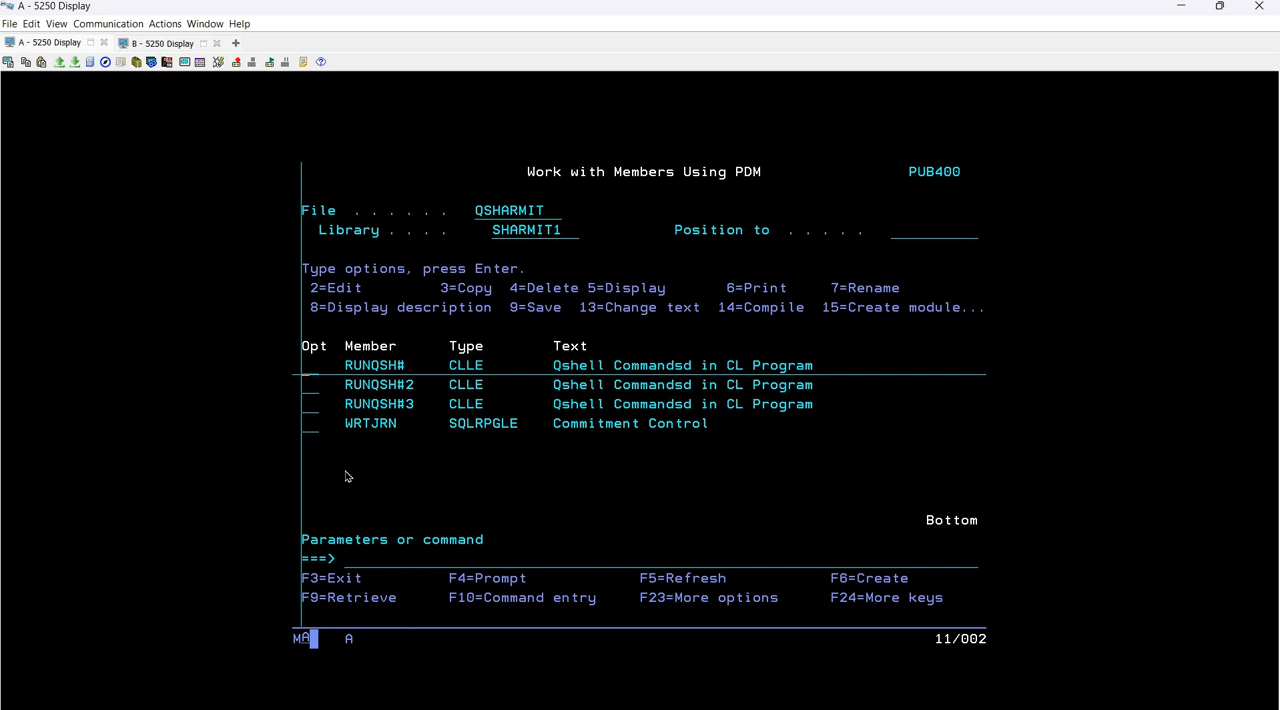 A - 5250 Display
File Edit View Communication Actions Window Help
A - 5250 Display B - 5250 Display
Work with Members Using PDM PUB400
File . . . . . . QSHARMIT
Library . . . . SHARMIT1 Position to . . . . .
Type options, press Enter.
2=Edit 3=Copy 4=Delete 5=Display 6=Print 7=Rename
8=Display description 9=Save 13=Change text 14=Compile 15=Create module...
Opt Member Type Text
RUNQSH# CLLE Qshell Commandsd in CL Program
RUNQSH#2 CLLE Qshell Commandsd in CL Program
RUNQSH#3 CLLE Qshell Commandsd in CL Program
WRTJRN SQLRPGLE Commitment Control
Bottom
Parameters or command
===>
F3=Exit F4=Prompt F5=Refresh F6=Create
F9=Retrieve F10=Command entry F23=More options F24=More keys
MA A 11/002